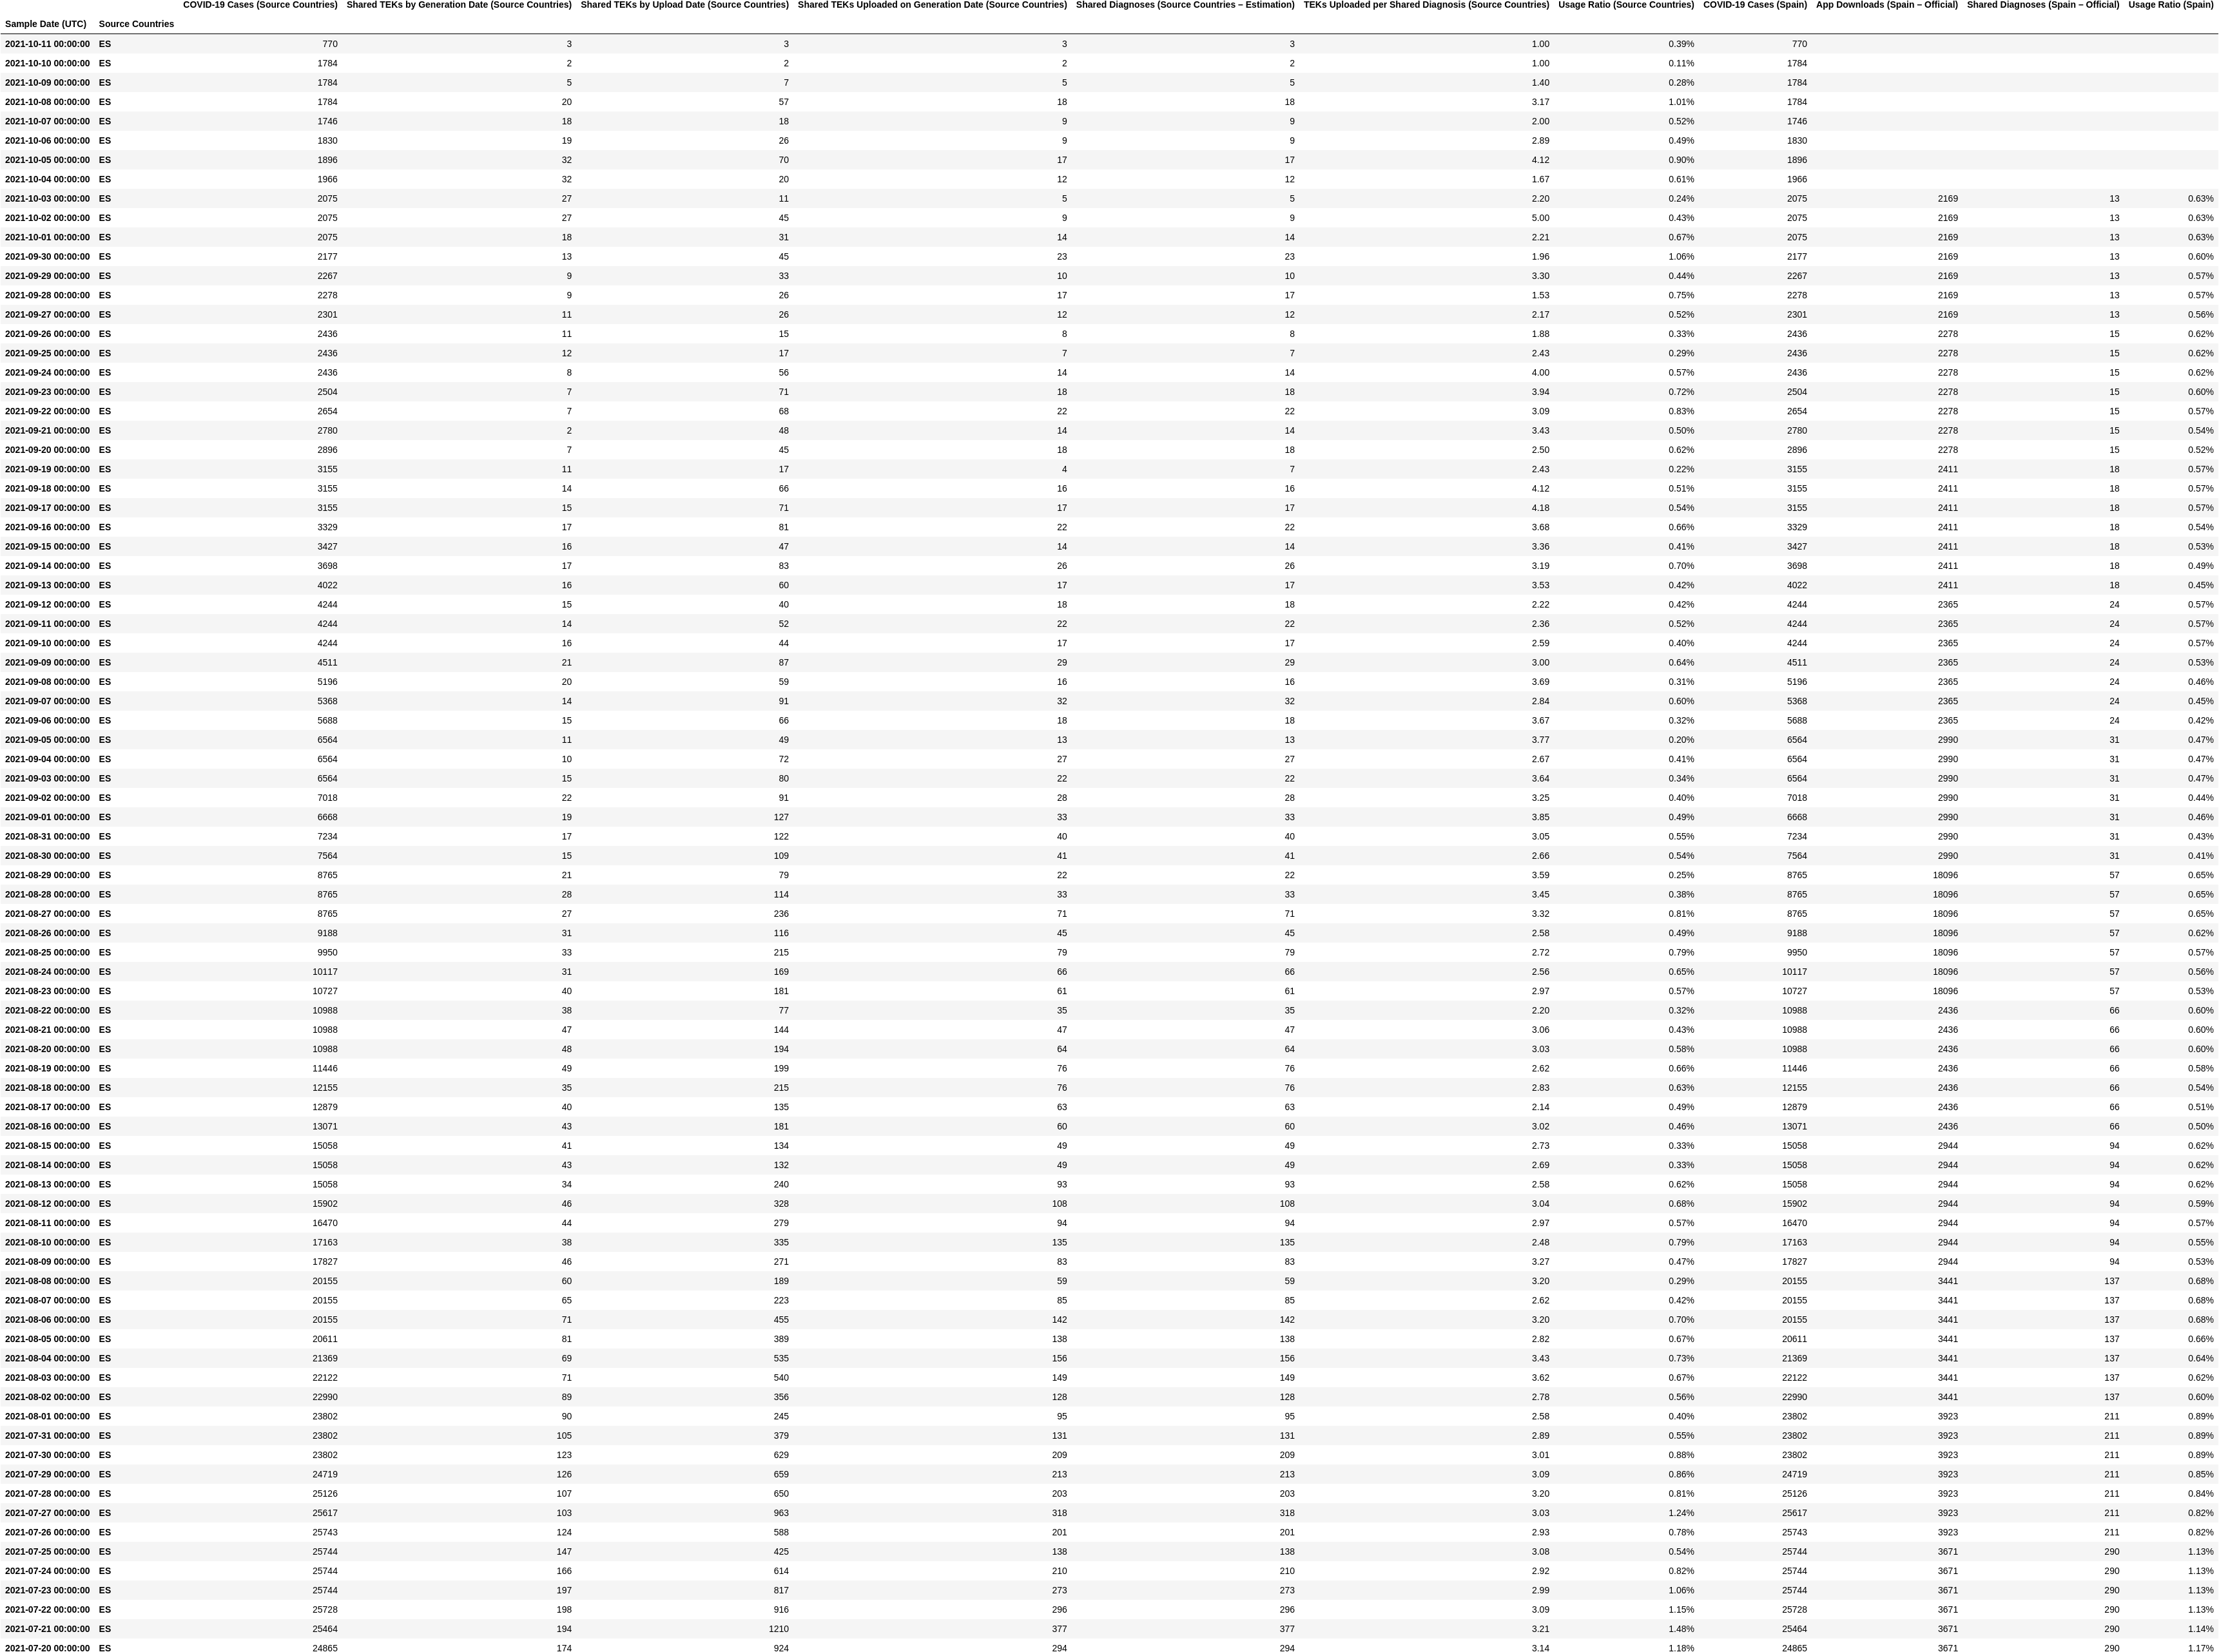 COVID-19 Cases (Source Countries) Shared TEKs by Generation Date (Source Countries) Shared TEKs by Upload Date (Source Countries) Shared TEKs Uploaded on Generation Date (Source Countries) Shared Diagnoses (Source Countries – Estimation) TEKs Uploaded per Shared Diagnosis (Source Countries) Usage Ratio (Source Countries) COVID-19 Cases (Spain) App Downloads (Spain – Official) Shared Diagnoses (Spain – Official) Usage Ratio (Spain)
Sample Date (UTC) Source Countries
2021-10-11 00:00:00 ES 770 3 3 3 3 1.00 0.39% 770
2021-10-10 00:00:00 ES 1784 2 2 2 2 1.00 0.11% 1784
2021-10-09 00:00:00 ES 1784 5 7 5 5 1.40 0.28% 1784
2021-10-08 00:00:00 ES 1784 20 57 18 18 3.17 1.01% 1784
2021-10-07 00:00:00 ES 1746 18 18 9 9 2.00 0.52% 1746
2021-10-06 00:00:00 ES 1830 19 26 9 9 2.89 0.49% 1830
2021-10-05 00:00:00 ES 1896 32 70 17 17 4.12 0.90% 1896
2021-10-04 00:00:00 ES 1966 32 20 12 12 1.67 0.61% 1966
2021-10-03 00:00:00 ES 2075 27 11 5 5 2.20 0.24% 2075 2169 13 0.63%
2021-10-02 00:00:00 ES 2075 27 45 9 9 5.00 0.43% 2075 2169 13 0.63%
2021-10-01 00:00:00 ES 2075 18 31 14 14 2.21 0.67% 2075 2169 13 0.63%
2021-09-30 00:00:00 ES 2177 13 45 23 23 1.96 1.06% 2177 2169 13 0.60%
2021-09-29 00:00:00 ES 2267 9 33 10 10 3.30 0.44% 2267 2169 13 0.57%
2021-09-28 00:00:00 ES 2278 9 26 17 17 1.53 0.75% 2278 2169 13 0.57%
2021-09-27 00:00:00 ES 2301 11 26 12 12 2.17 0.52% 2301 2169 13 0.56%
2021-09-26 00:00:00 ES 2436 11 15 8 8 1.88 0.33% 2436 2278 15 0.62%
2021-09-25 00:00:00 ES 2436 12 17 7 7 2.43 0.29% 2436 2278 15 0.62%
2021-09-24 00:00:00 ES 2436 8 56 14 14 4.00 0.57% 2436 2278 15 0.62%
2021-09-23 00:00:00 ES 2504 7 71 18 18 3.94 0.72% 2504 2278 15 0.60%
2021-09-22 00:00:00 ES 2654 7 68 22 22 3.09 0.83% 2654 2278 15 0.57%
2021-09-21 00:00:00 ES 2780 2 48 14 14 3.43 0.50% 2780 2278 15 0.54%
2021-09-20 00:00:00 ES 2896 7 45 18 18 2.50 0.62% 2896 2278 15 0.52%
2021-09-19 00:00:00 ES 3155 11 17 4 7 2.43 0.22% 3155 2411 18 0.57%
2021-09-18 00:00:00 ES 3155 14 66 16 16 4.12 0.51% 3155 2411 18 0.57%
2021-09-17 00:00:00 ES 3155 15 71 17 17 4.18 0.54% 3155 2411 18 0.57%
2021-09-16 00:00:00 ES 3329 17 81 22 22 3.68 0.66% 3329 2411 18 0.54%
2021-09-15 00:00:00 ES 3427 16 47 14 14 3.36 0.41% 3427 2411 18 0.53%
2021-09-14 00:00:00 ES 3698 17 83 26 26 3.19 0.70% 3698 2411 18 0.49%
2021-09-13 00:00:00 ES 4022 16 60 17 17 3.53 0.42% 4022 2411 18 0.45%
2021-09-12 00:00:00 ES 4244 15 40 18 18 2.22 0.42% 4244 2365 24 0.57%
2021-09-11 00:00:00 ES 4244 14 52 22 22 2.36 0.52% 4244 2365 24 0.57%
2021-09-10 00:00:00 ES 4244 16 44 17 17 2.59 0.40% 4244 2365 24 0.57%
2021-09-09 00:00:00 ES 4511 21 87 29 29 3.00 0.64% 4511 2365 24 0.53%
2021-09-08 00:00:00 ES 5196 20 59 16 16 3.69 0.31% 5196 2365 24 0.46%
2021-09-07 00:00:00 ES 5368 14 91 32 32 2.84 0.60% 5368 2365 24 0.45%
2021-09-06 00:00:00 ES 5688 15 66 18 18 3.67 0.32% 5688 2365 24 0.42%
2021-09-05 00:00:00 ES 6564 11 49 13 13 3.77 0.20% 6564 2990 31 0.47%
2021-09-04 00:00:00 ES 6564 10 72 27 27 2.67 0.41% 6564 2990 31 0.47%
2021-09-03 00:00:00 ES 6564 15 80 22 22 3.64 0.34% 6564 2990 31 0.47%
2021-09-02 00:00:00 ES 7018 22 91 28 28 3.25 0.40% 7018 2990 31 0.44%
2021-09-01 00:00:00 ES 6668 19 127 33 33 3.85 0.49% 6668 2990 31 0.46%
2021-08-31 00:00:00 ES 7234 17 122 40 40 3.05 0.55% 7234 2990 31 0.43%
2021-08-30 00:00:00 ES 7564 15 109 41 41 2.66 0.54% 7564 2990 31 0.41%
2021-08-29 00:00:00 ES 8765 21 79 22 22 3.59 0.25% 8765 18096 57 0.65%
2021-08-28 00:00:00 ES 8765 28 114 33 33 3.45 0.38% 8765 18096 57 0.65%
2021-08-27 00:00:00 ES 8765 27 236 71 71 3.32 0.81% 8765 18096 57 0.65%
2021-08-26 00:00:00 ES 9188 31 116 45 45 2.58 0.49% 9188 18096 57 0.62%
2021-08-25 00:00:00 ES 9950 33 215 79 79 2.72 0.79% 9950 18096 57 0.57%
2021-08-24 00:00:00 ES 10117 31 169 66 66 2.56 0.65% 10117 18096 57 0.56%
2021-08-23 00:00:00 ES 10727 40 181 61 61 2.97 0.57% 10727 18096 57 0.53%
2021-08-22 00:00:00 ES 10988 38 77 35 35 2.20 0.32% 10988 2436 66 0.60%
2021-08-21 00:00:00 ES 10988 47 144 47 47 3.06 0.43% 10988 2436 66 0.60%
2021-08-20 00:00:00 ES 10988 48 194 64 64 3.03 0.58% 10988 2436 66 0.60%
2021-08-19 00:00:00 ES 11446 49 199 76 76 2.62 0.66% 11446 2436 66 0.58%
2021-08-18 00:00:00 ES 12155 35 215 76 76 2.83 0.63% 12155 2436 66 0.54%
2021-08-17 00:00:00 ES 12879 40 135 63 63 2.14 0.49% 12879 2436 66 0.51%
2021-08-16 00:00:00 ES 13071 43 181 60 60 3.02 0.46% 13071 2436 66 0.50%
2021-08-15 00:00:00 ES 15058 41 134 49 49 2.73 0.33% 15058 2944 94 0.62%
2021-08-14 00:00:00 ES 15058 43 132 49 49 2.69 0.33% 15058 2944 94 0.62%
2021-08-13 00:00:00 ES 15058 34 240 93 93 2.58 0.62% 15058 2944 94 0.62%
2021-08-12 00:00:00 ES 15902 46 328 108 108 3.04 0.68% 15902 2944 94 0.59%
2021-08-11 00:00:00 ES 16470 44 279 94 94 2.97 0.57% 16470 2944 94 0.57%
2021-08-10 00:00:00 ES 17163 38 335 135 135 2.48 0.79% 17163 2944 94 0.55%
2021-08-09 00:00:00 ES 17827 46 271 83 83 3.27 0.47% 17827 2944 94 0.53%
2021-08-08 00:00:00 ES 20155 60 189 59 59 3.20 0.29% 20155 3441 137 0.68%
2021-08-07 00:00:00 ES 20155 65 223 85 85 2.62 0.42% 20155 3441 137 0.68%
2021-08-06 00:00:00 ES 20155 71 455 142 142 3.20 0.70% 20155 3441 137 0.68%
2021-08-05 00:00:00 ES 20611 81 389 138 138 2.82 0.67% 20611 3441 137 0.66%
2021-08-04 00:00:00 ES 21369 69 535 156 156 3.43 0.73% 21369 3441 137 0.64%
2021-08-03 00:00:00 ES 22122 71 540 149 149 3.62 0.67% 22122 3441 137 0.62%
2021-08-02 00:00:00 ES 22990 89 356 128 128 2.78 0.56% 22990 3441 137 0.60%
2021-08-01 00:00:00 ES 23802 90 245 95 95 2.58 0.40% 23802 3923 211 0.89%
2021-07-31 00:00:00 ES 23802 105 379 131 131 2.89 0.55% 23802 3923 211 0.89%
2021-07-30 00:00:00 ES 23802 123 629 209 209 3.01 0.88% 23802 3923 211 0.89%
2021-07-29 00:00:00 ES 24719 126 659 213 213 3.09 0.86% 24719 3923 211 0.85%
2021-07-28 00:00:00 ES 25126 107 650 203 203 3.20 0.81% 25126 3923 211 0.84%
2021-07-27 00:00:00 ES 25617 103 963 318 318 3.03 1.24% 25617 3923 211 0.82%
2021-07-26 00:00:00 ES 25743 124 588 201 201 2.93 0.78% 25743 3923 211 0.82%
2021-07-25 00:00:00 ES 25744 147 425 138 138 3.08 0.54% 25744 3671 290 1.13%
2021-07-24 00:00:00 ES 25744 166 614 210 210 2.92 0.82% 25744 3671 290 1.13%
2021-07-23 00:00:00 ES 25744 197 817 273 273 2.99 1.06% 25744 3671 290 1.13%
2021-07-22 00:00:00 ES 25728 198 916 296 296 3.09 1.15% 25728 3671 290 1.13%
2021-07-21 00:00:00 ES 25464 194 1210 377 377 3.21 1.48% 25464 3671 290 1.14%
2021-07-20 00:00:00 ES 24865 174 924 294 294 3.14 1.18% 24865 3671 290 1.17%